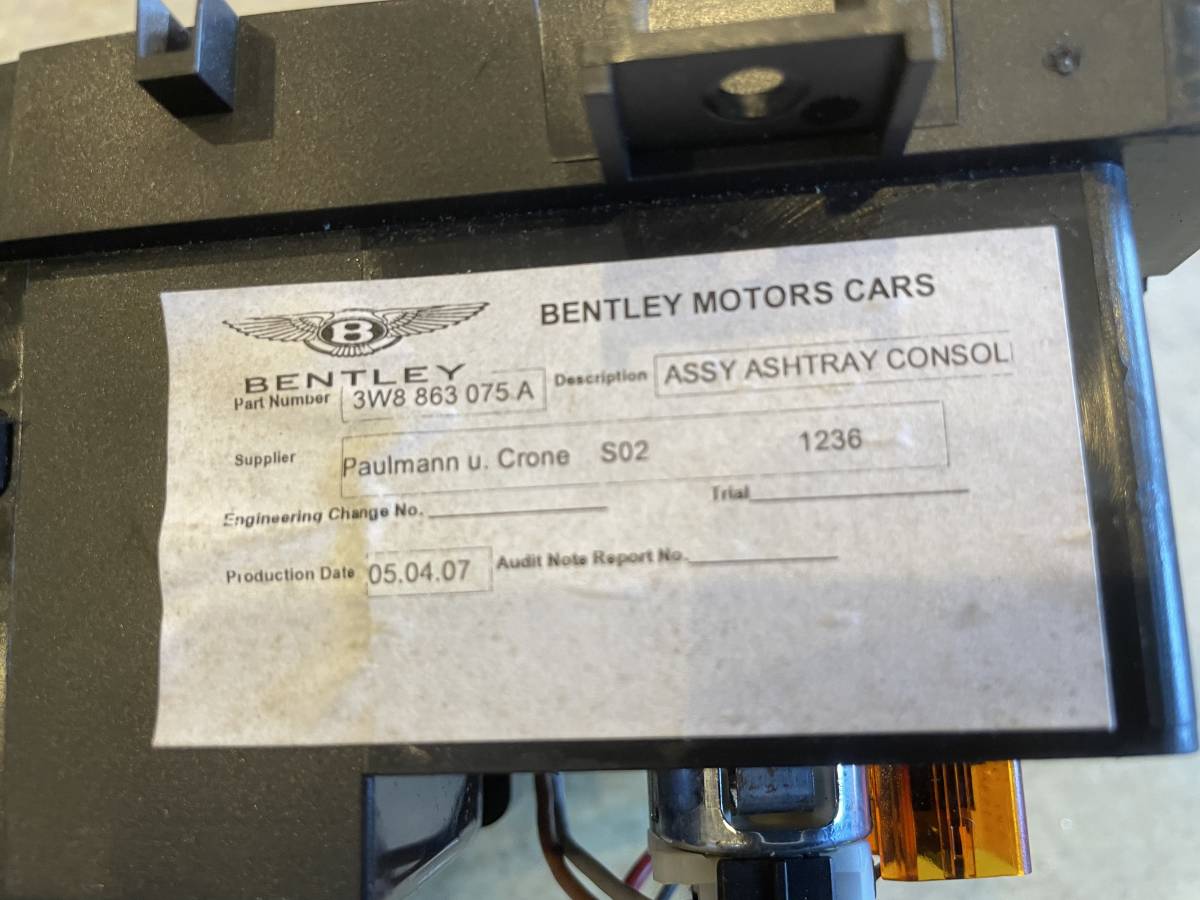 BENTLEY MOTORS CARS
B
BENTLEY
Part Number 3W8 863 075 A Description ASSY ASHTRAY CONSOL
Supplier Paulmann u. Crone S02 1236
Engineering Change No. Trial
Production Date 05.04.07 Audit Note Report No.